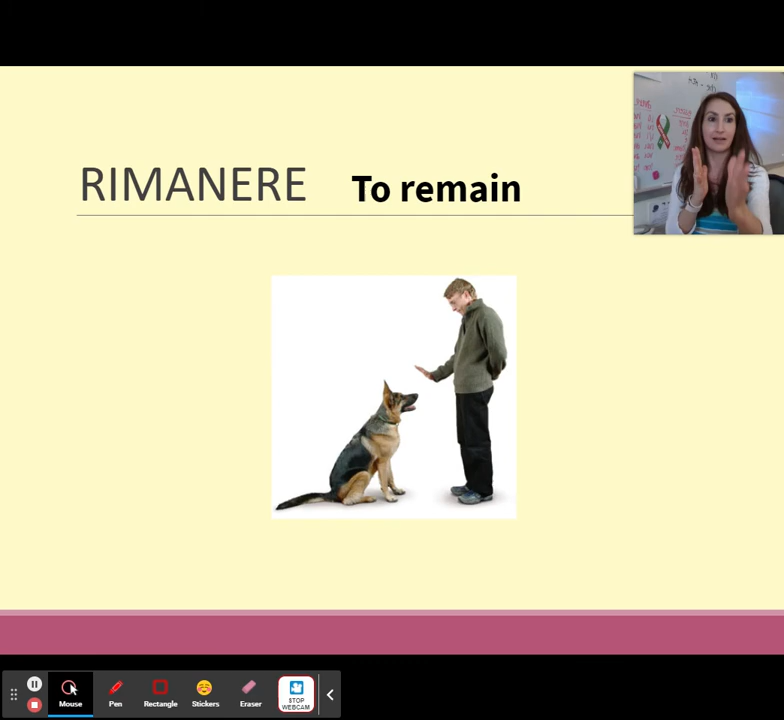 RIMANERE To remain
Mouse
Pen
Rectangle
Stickers
Eraser
STOP
WEBCAM